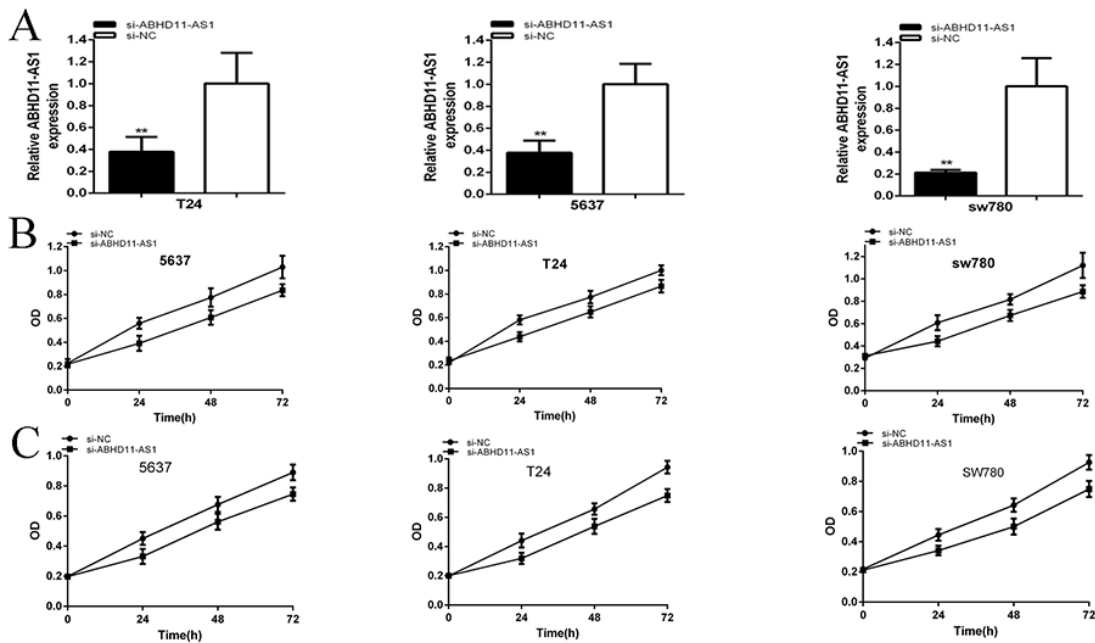 A
si-ABHD11-AS1
si-NC
Relative ABHD11-AS1
expression
1.4
1.2
1.0
0.8
0.6
0.4
0.2
0.0
**
T24
si-ABHD11-AS1
si-NC
Relative ABHD11-AS1
expression
1.4
1.2
1.0
0.8
0.6
0.4
0.2
0.0
**
5637
si-ABHD11-AS1
si-NC
Relative ABHD11-AS1
expression
1.4
1.2
1.0
0.8
0.6
0.4
0.2
0.0
**
sw780
B
si-NC
si-ABHD11-AS1
5637
OD
1.2
1.0
0.8
0.6
0.4
0.2
0.0
0 24 48 72
Time(h)
si-NC
si-ABHD11-AS1
T24
OD
1.2
1.0
0.8
0.6
0.4
0.2
0.0
0 24 48 72
Time(h)
si-NC
si-ABHD11-AS1
sw780
OD
1.2
1.0
0.8
0.6
0.4
0.2
0.0
0 24 48 72
Time(h)
C
si-NC
si-ABHD11-AS1
5637
OD
1.0
0.8
0.6
0.4
0.2
0.0
0 24 48 72
Time(h)
si-NC
si-ABHD11-AS1
T24
OD
1.0
0.8
0.6
0.4
0.2
0.0
0 24 48 72
Time(h)
si-NC
si-ABHD11-AS1
SW780
OD
1.0
0.8
0.6
0.4
0.2
0.0
0 24 48 72
Time(h)